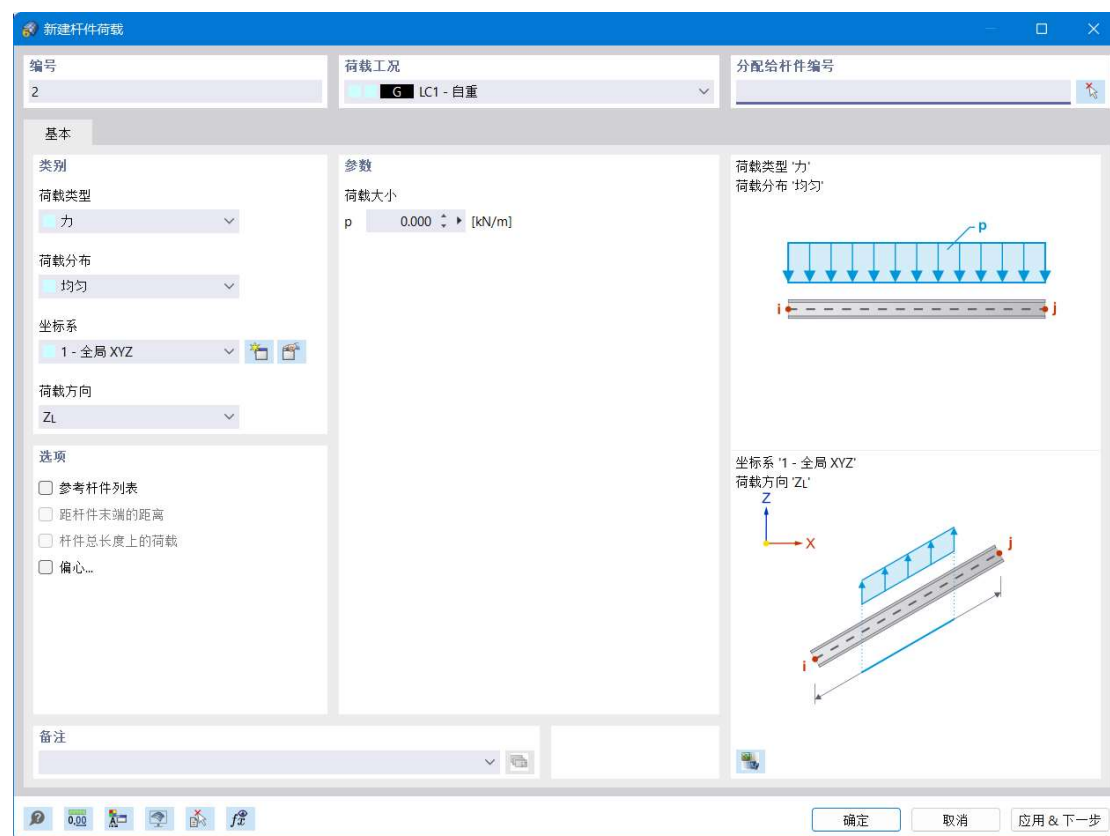 新建杆件荷载
编号
2
荷载工况
G LC1 - 自重
分配给杆件编号
基本
类别
荷载类型
力
荷载分布
均匀
坐标系
1 - 全局 XYZ
荷载方向
ZL
选项
参考杆件列表
距杆件末端的距离
杆件总长度上的荷载
偏心...
参数
荷载大小
p 0.000 [kN/m]
荷载类型 '力'
荷载分布 '均匀'
p
i
j
坐标系 '1 - 全局 XYZ'
荷载方向 'ZL'
Z
X
j
i
备注
0,00
A
fx
确定
取消
应用 & 下一步